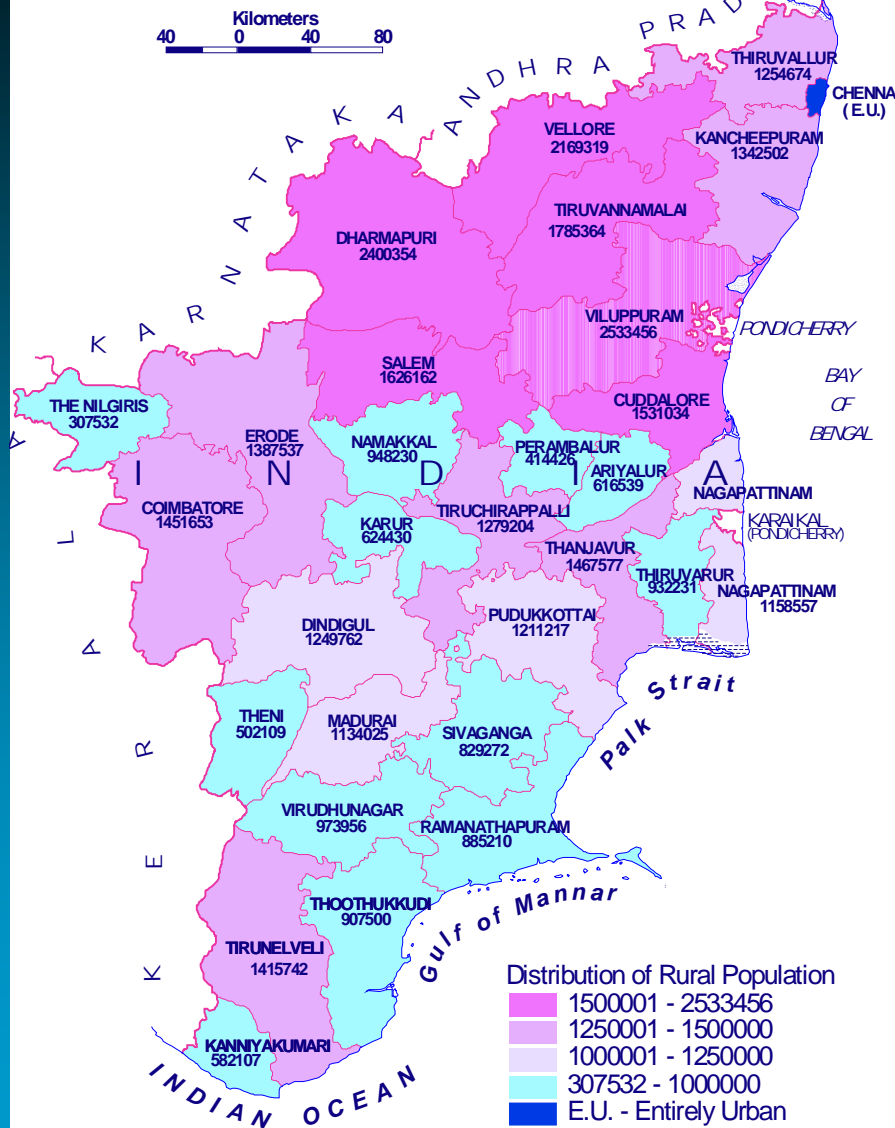 Kilometers
40 0 40 80
ANDHRA PRAD
KARNATAKA
KERALA
INDIA
THIRUVALLUR
1254674
CHENNA
(E.U.)
VELLORE
2169319
KANCHEEPURAM
1342502
TIRUVANNAMALAI
1785364
DHARMAPURI
2400354
VILUPPURAM
2533456
PONDICHERRY
SALEM
1626162
BAY
OF
BENGAL
THE NILGIRIS
307532
CUDDALORE
1531034
ERODE
1387537
NAMAKKAL
948230
PERAMBALUR
414426
ARIYALUR
616539
NAGAPATTINAM
COIMBATORE
1451653
TIRUCHIRAPPALLI
1279204
KARUR
624430
KARAIKAL
(PONDICHERRY)
THANJAVUR
1467577
THIRUVARUR
932231
NAGAPATTINAM
1158557
PUDUKKOTTAI
1211217
DINDIGUL
1249762
Palk Strait
THENI
502109
MADURAI
1134025
SIVAGANGA
829272
VIRUDHUNAGAR
973956
RAMANATHAPURAM
885210
THOOTHUKKUDI
907500
Gulf of Mannar
TIRUNELVELI
1415742
KANNIYAKUMARI
582107
INDIAN OCEAN
Distribution of Rural Population
1500001 - 2533456
1250001 - 1500000
1000001 - 1250000
307532 - 1000000
E.U. - Entirely Urban